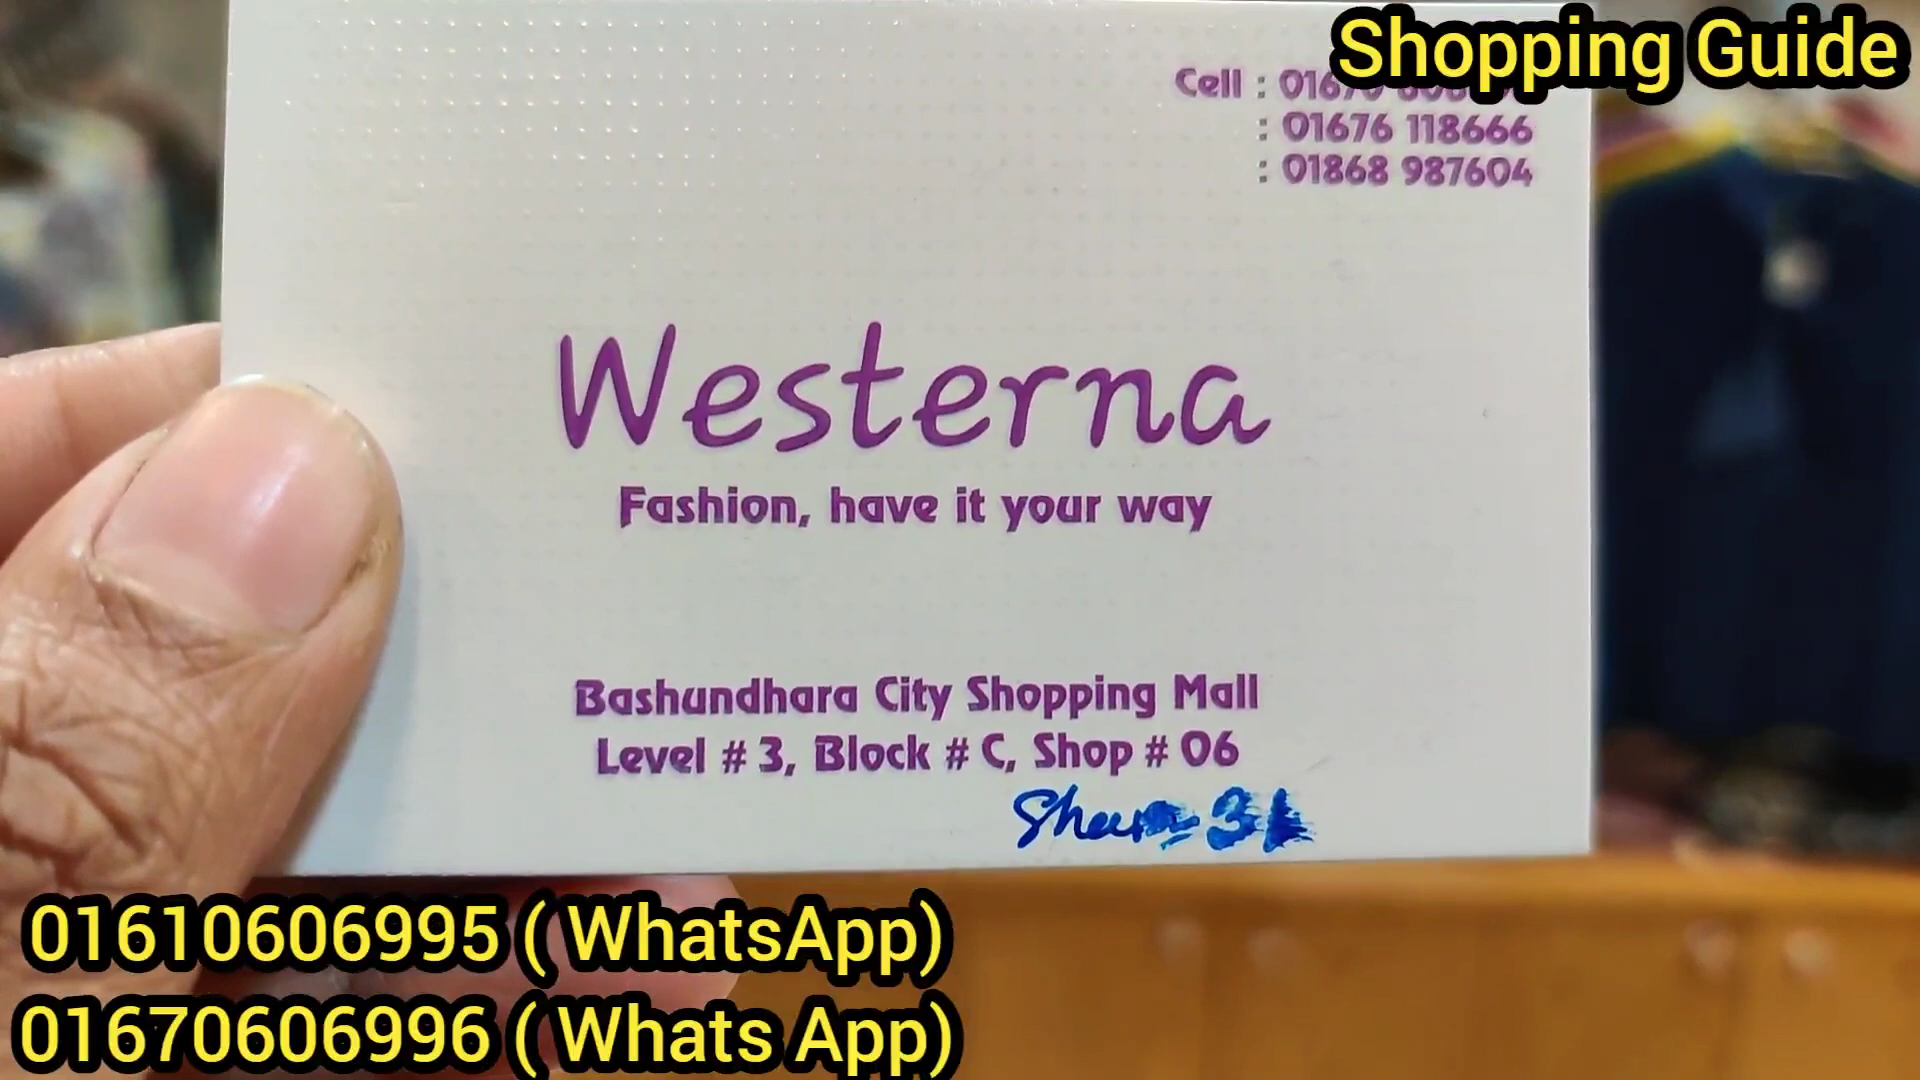 Shopping Guide
Cell : 01670
: 01676 118666
: 01868 987604
Westerna
Fashion, have it your way
Bashundhara City Shopping Mall
Level # 3, Block # C, Shop # 06
01610606995 ( WhatsApp)
01670606996 ( Whats App)